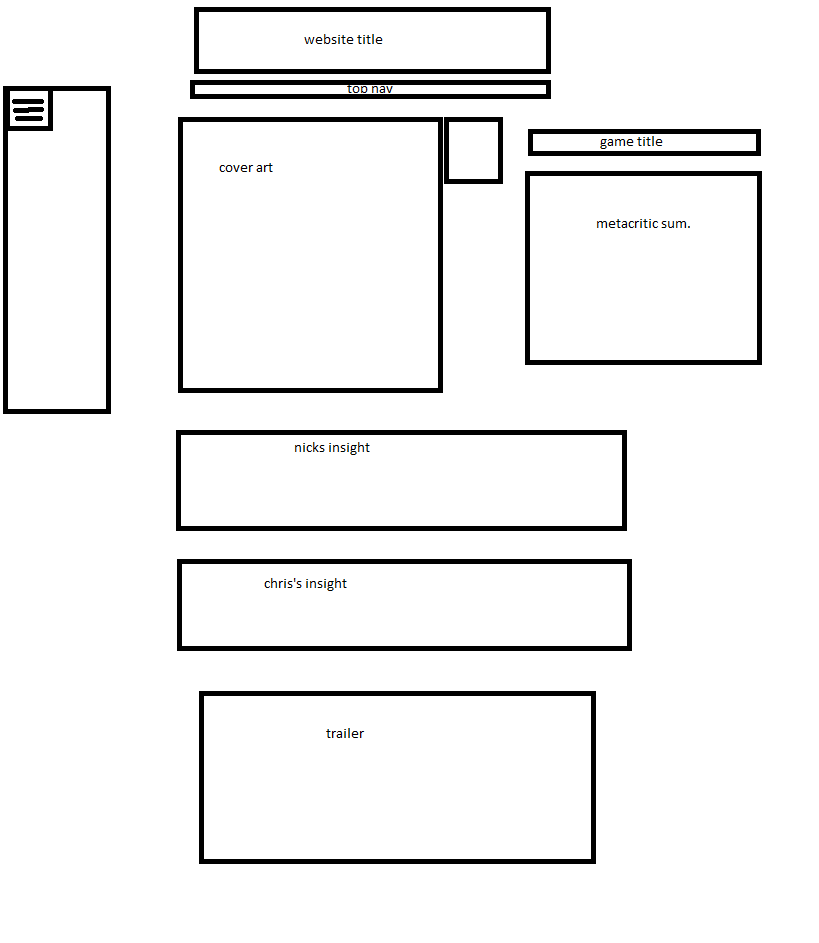 website title
top nav
game title
cover art
metacritic sum.
nicks insight
chris's insight
trailer